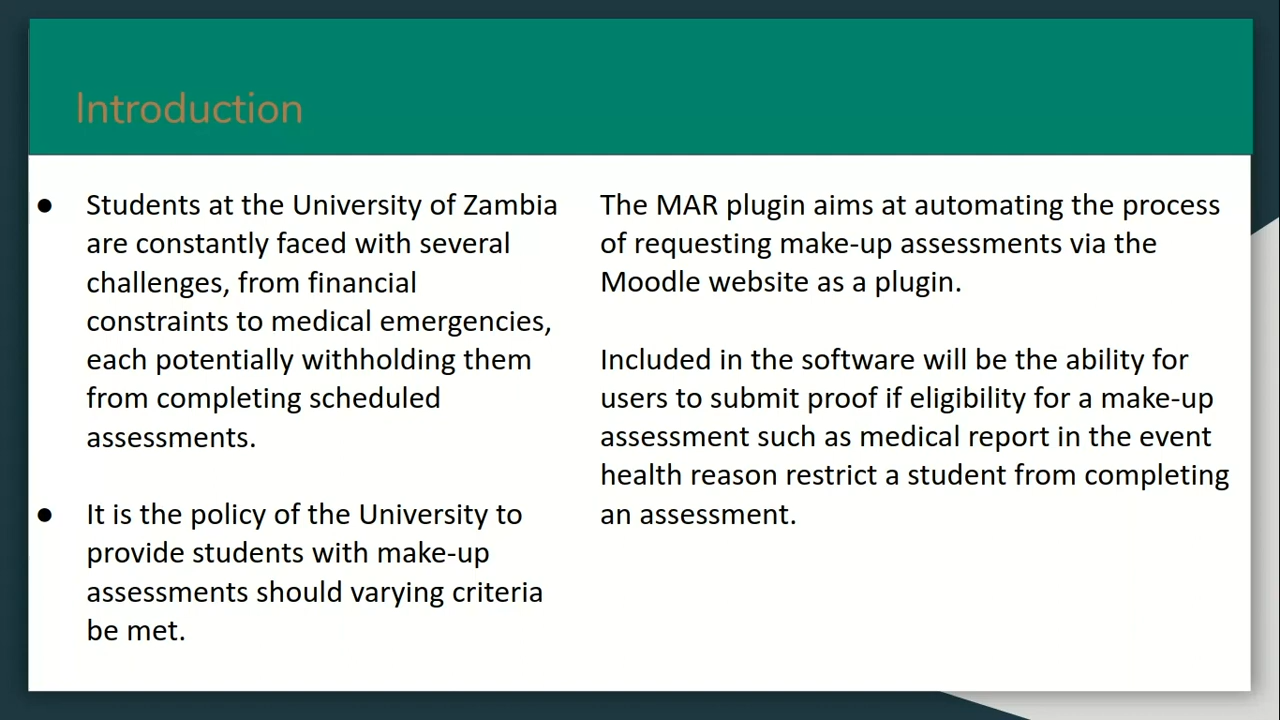 Introduction
● Students at the University of Zambia
are constantly faced with several
challenges, from financial
constraints to medical emergencies,
each potentially withholding them
from completing scheduled
assessments.
● It is the policy of the University to
provide students with make-up
assessments should varying criteria
be met.
The MAR plugin aims at automating the process
of requesting make-up assessments via the
Moodle website as a plugin.
Included in the software will be the ability for
users to submit proof if eligibility for a make-up
assessment such as medical report in the event
health reason restrict a student from completing
an assessment.